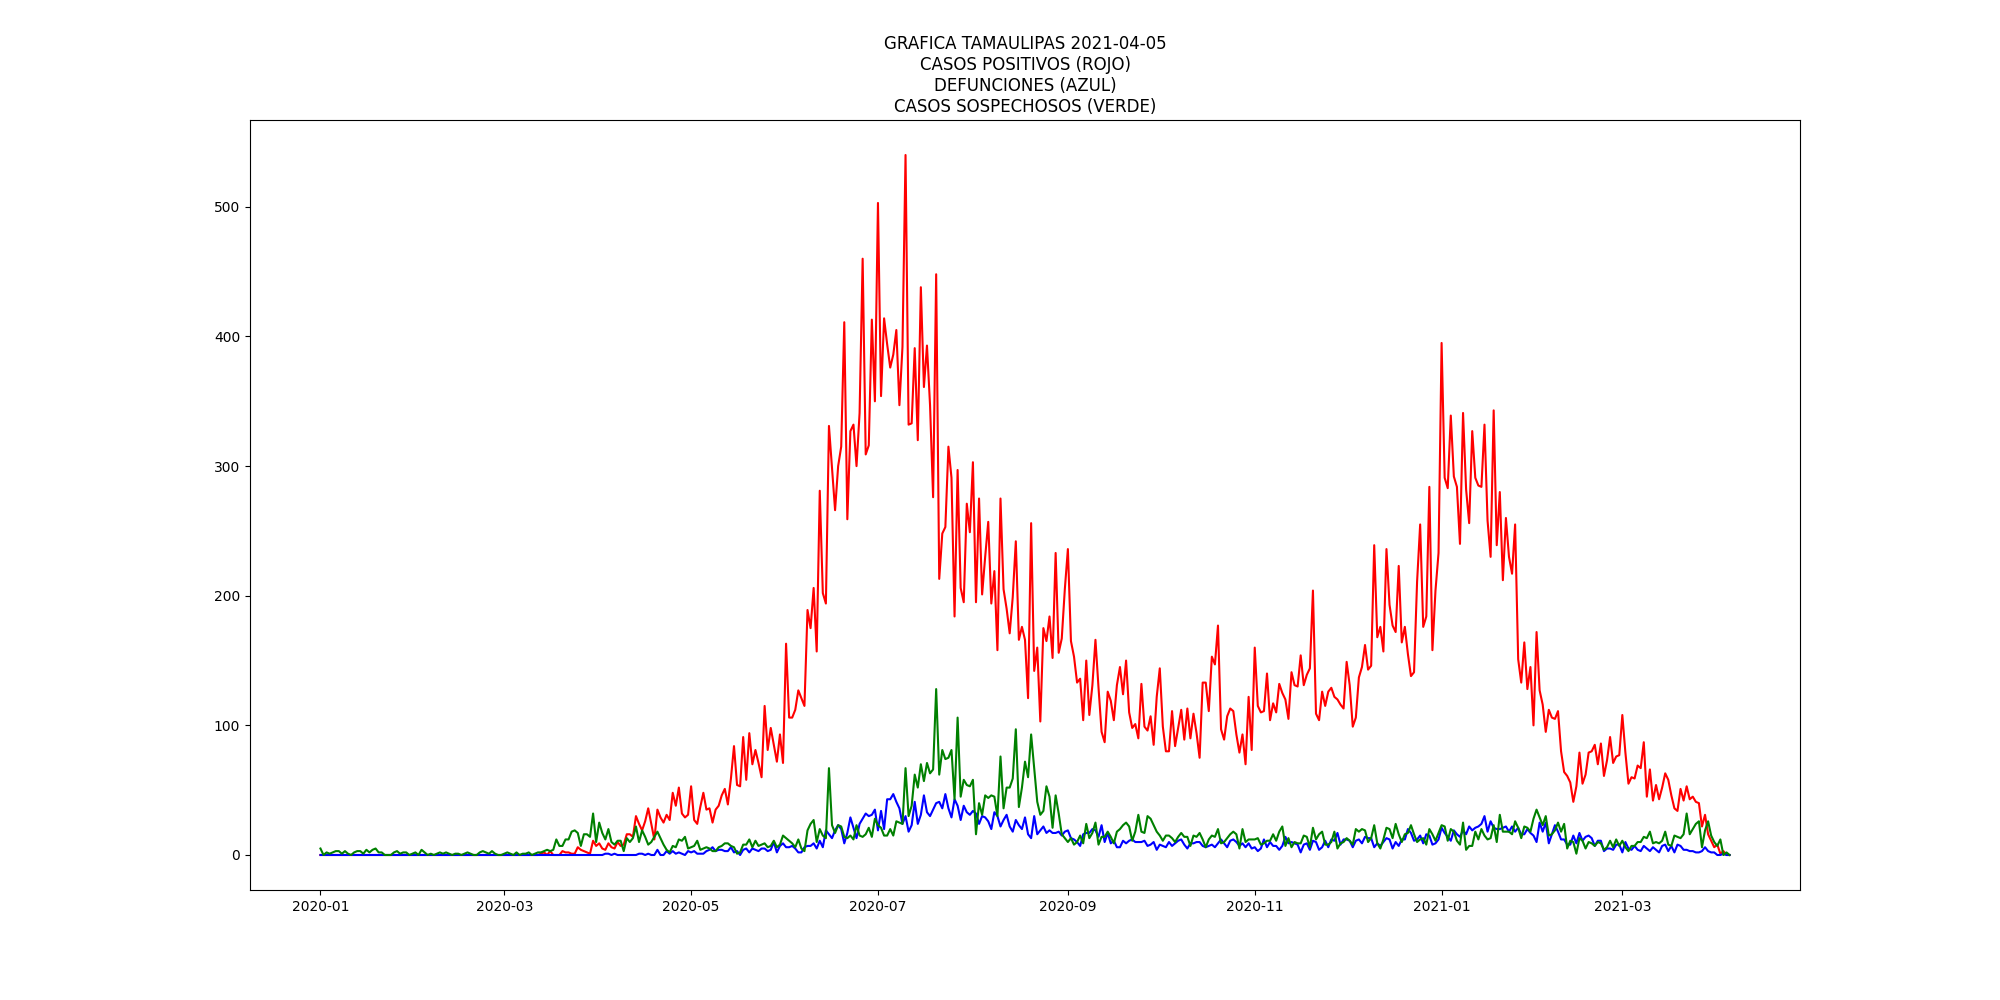 GRAFICA TAMAULIPAS 2021-04-05
CASOS POSITIVOS (ROJO)
DEFUNCIONES (AZUL)
CASOS SOSPECHOSOS (VERDE)
500
400
300
200
100
0
2020-01 2020-03 2020-05 2020-07 2020-09 2020-11 2021-01 2021-03